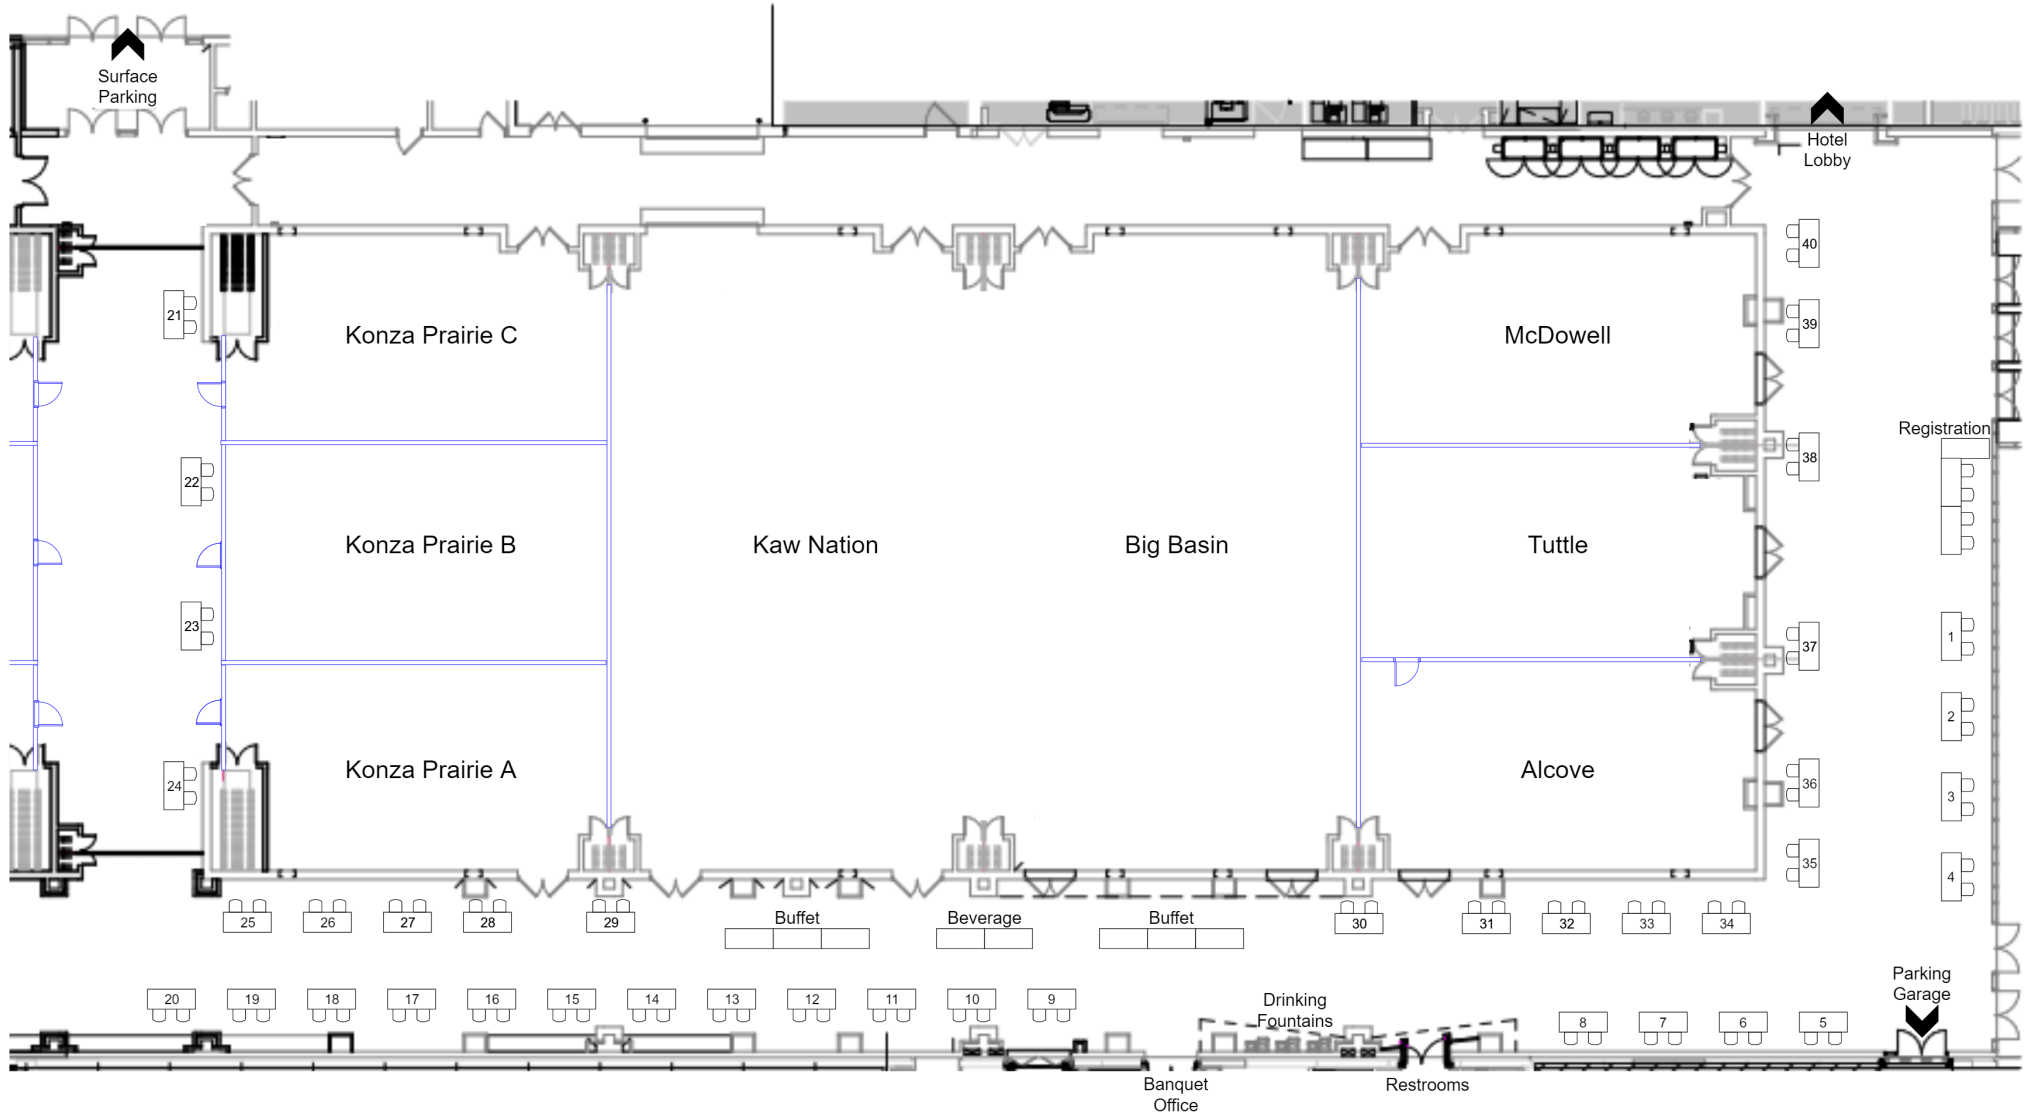 Surface
Parking
Hotel
Lobby
40
21
Konza Prairie C
McDowell
39
Registration
38
22
Konza Prairie B
Kaw Nation
Big Basin
Tuttle
23
1
37
2
24
Konza Prairie A
Alcove
36
3
35
4
25
26
27
28
29
Buffet
Beverage
Buffet
30
31
32
33
34
20
19
18
17
16
15
14
13
12
11
10
9
Drinking
Fountains
8
7
6
5
Parking
Garage
Banquet
Office
Restrooms